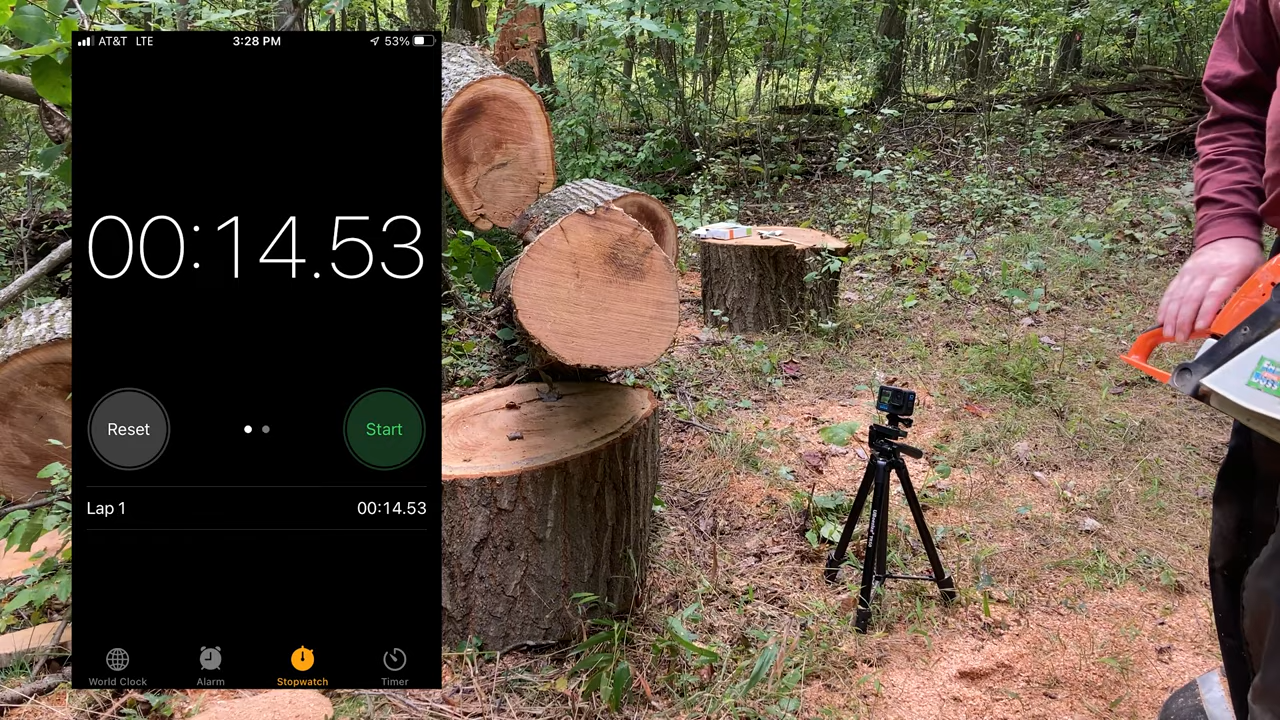 AT&T LTE 3:28 PM 53%
00:14.53
Reset Start
Lap 1 00:14.53
World Clock Alarm Stopwatch Timer